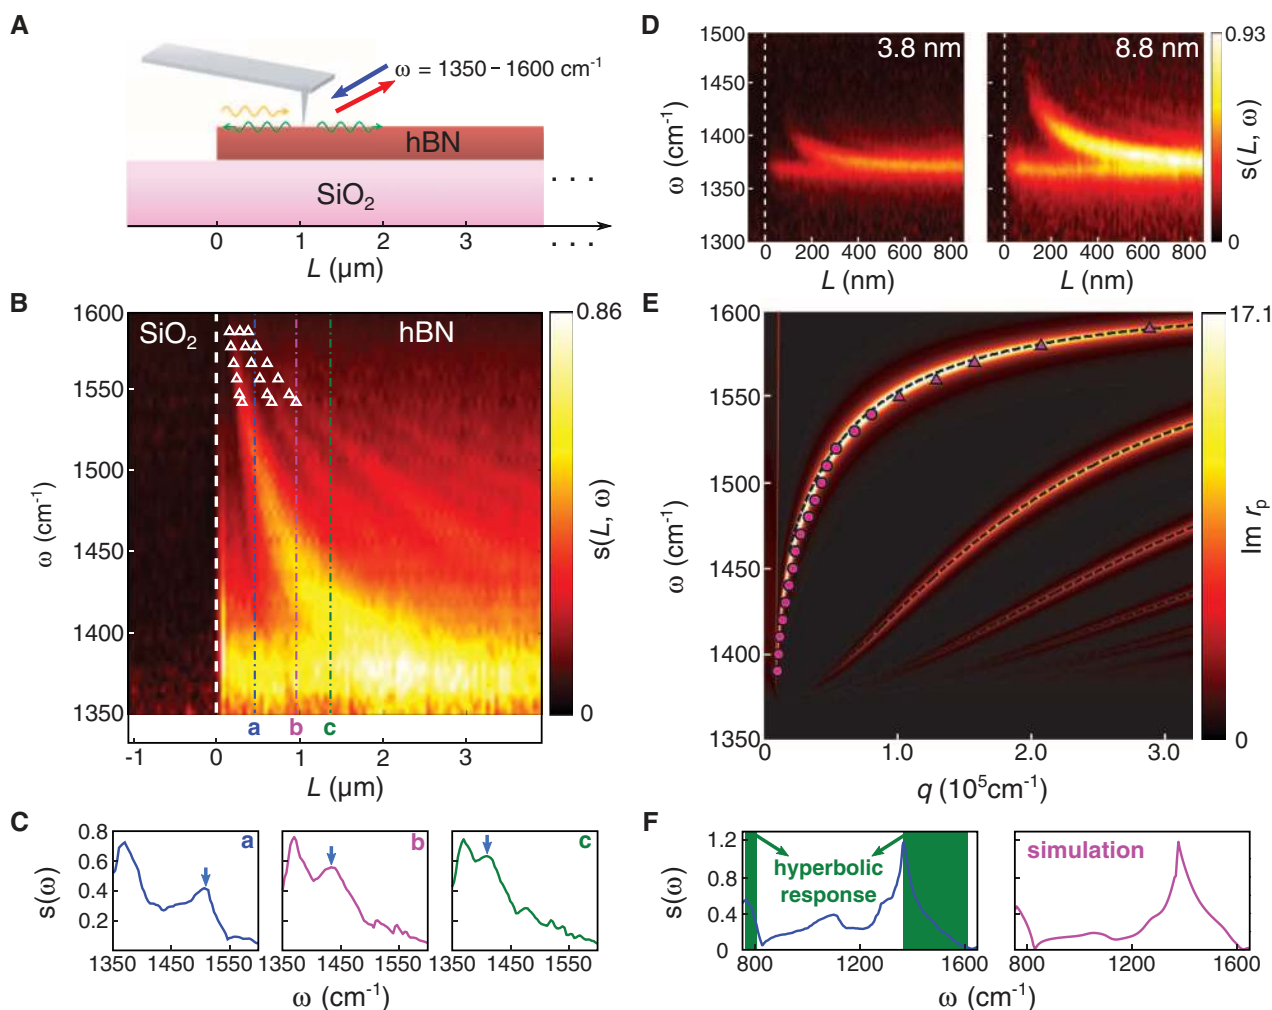 A
ω = 1350 – 1600 cm⁻¹
hBN
SiO₂
. . .
0 1 2 3 . . .
L (µm)
B
1600
1550
1500
1450
1400
1350
ω (cm⁻¹)
SiO₂
hBN
a b c
-1 0 1 2 3
L (µm)
0.86
s(L, ω)
0
C
0.8
0.6
0.4
0.2
s(ω)
a
b
c
1350 1450 1550 1350 1450 1550 1350 1450 1550
ω (cm⁻¹)
D
1500
1400
1350
1300
ω (cm⁻¹)
3.8 nm
8.8 nm
0 200 400 600 800
0 200 400 600 800
L (nm)
L (nm)
0.93
s(L, ω)
0
E
1600
1550
1500
1450
1400
1350
ω (cm⁻¹)
0 1.0 2.0 3.0
q (10⁵cm⁻¹)
17.1
Im rₚ
0
F
1.2
0.8
0.4
0
s(ω)
hyperbolic
response
simulation
800 1200 1600
800 1200 1600
ω (cm⁻¹)